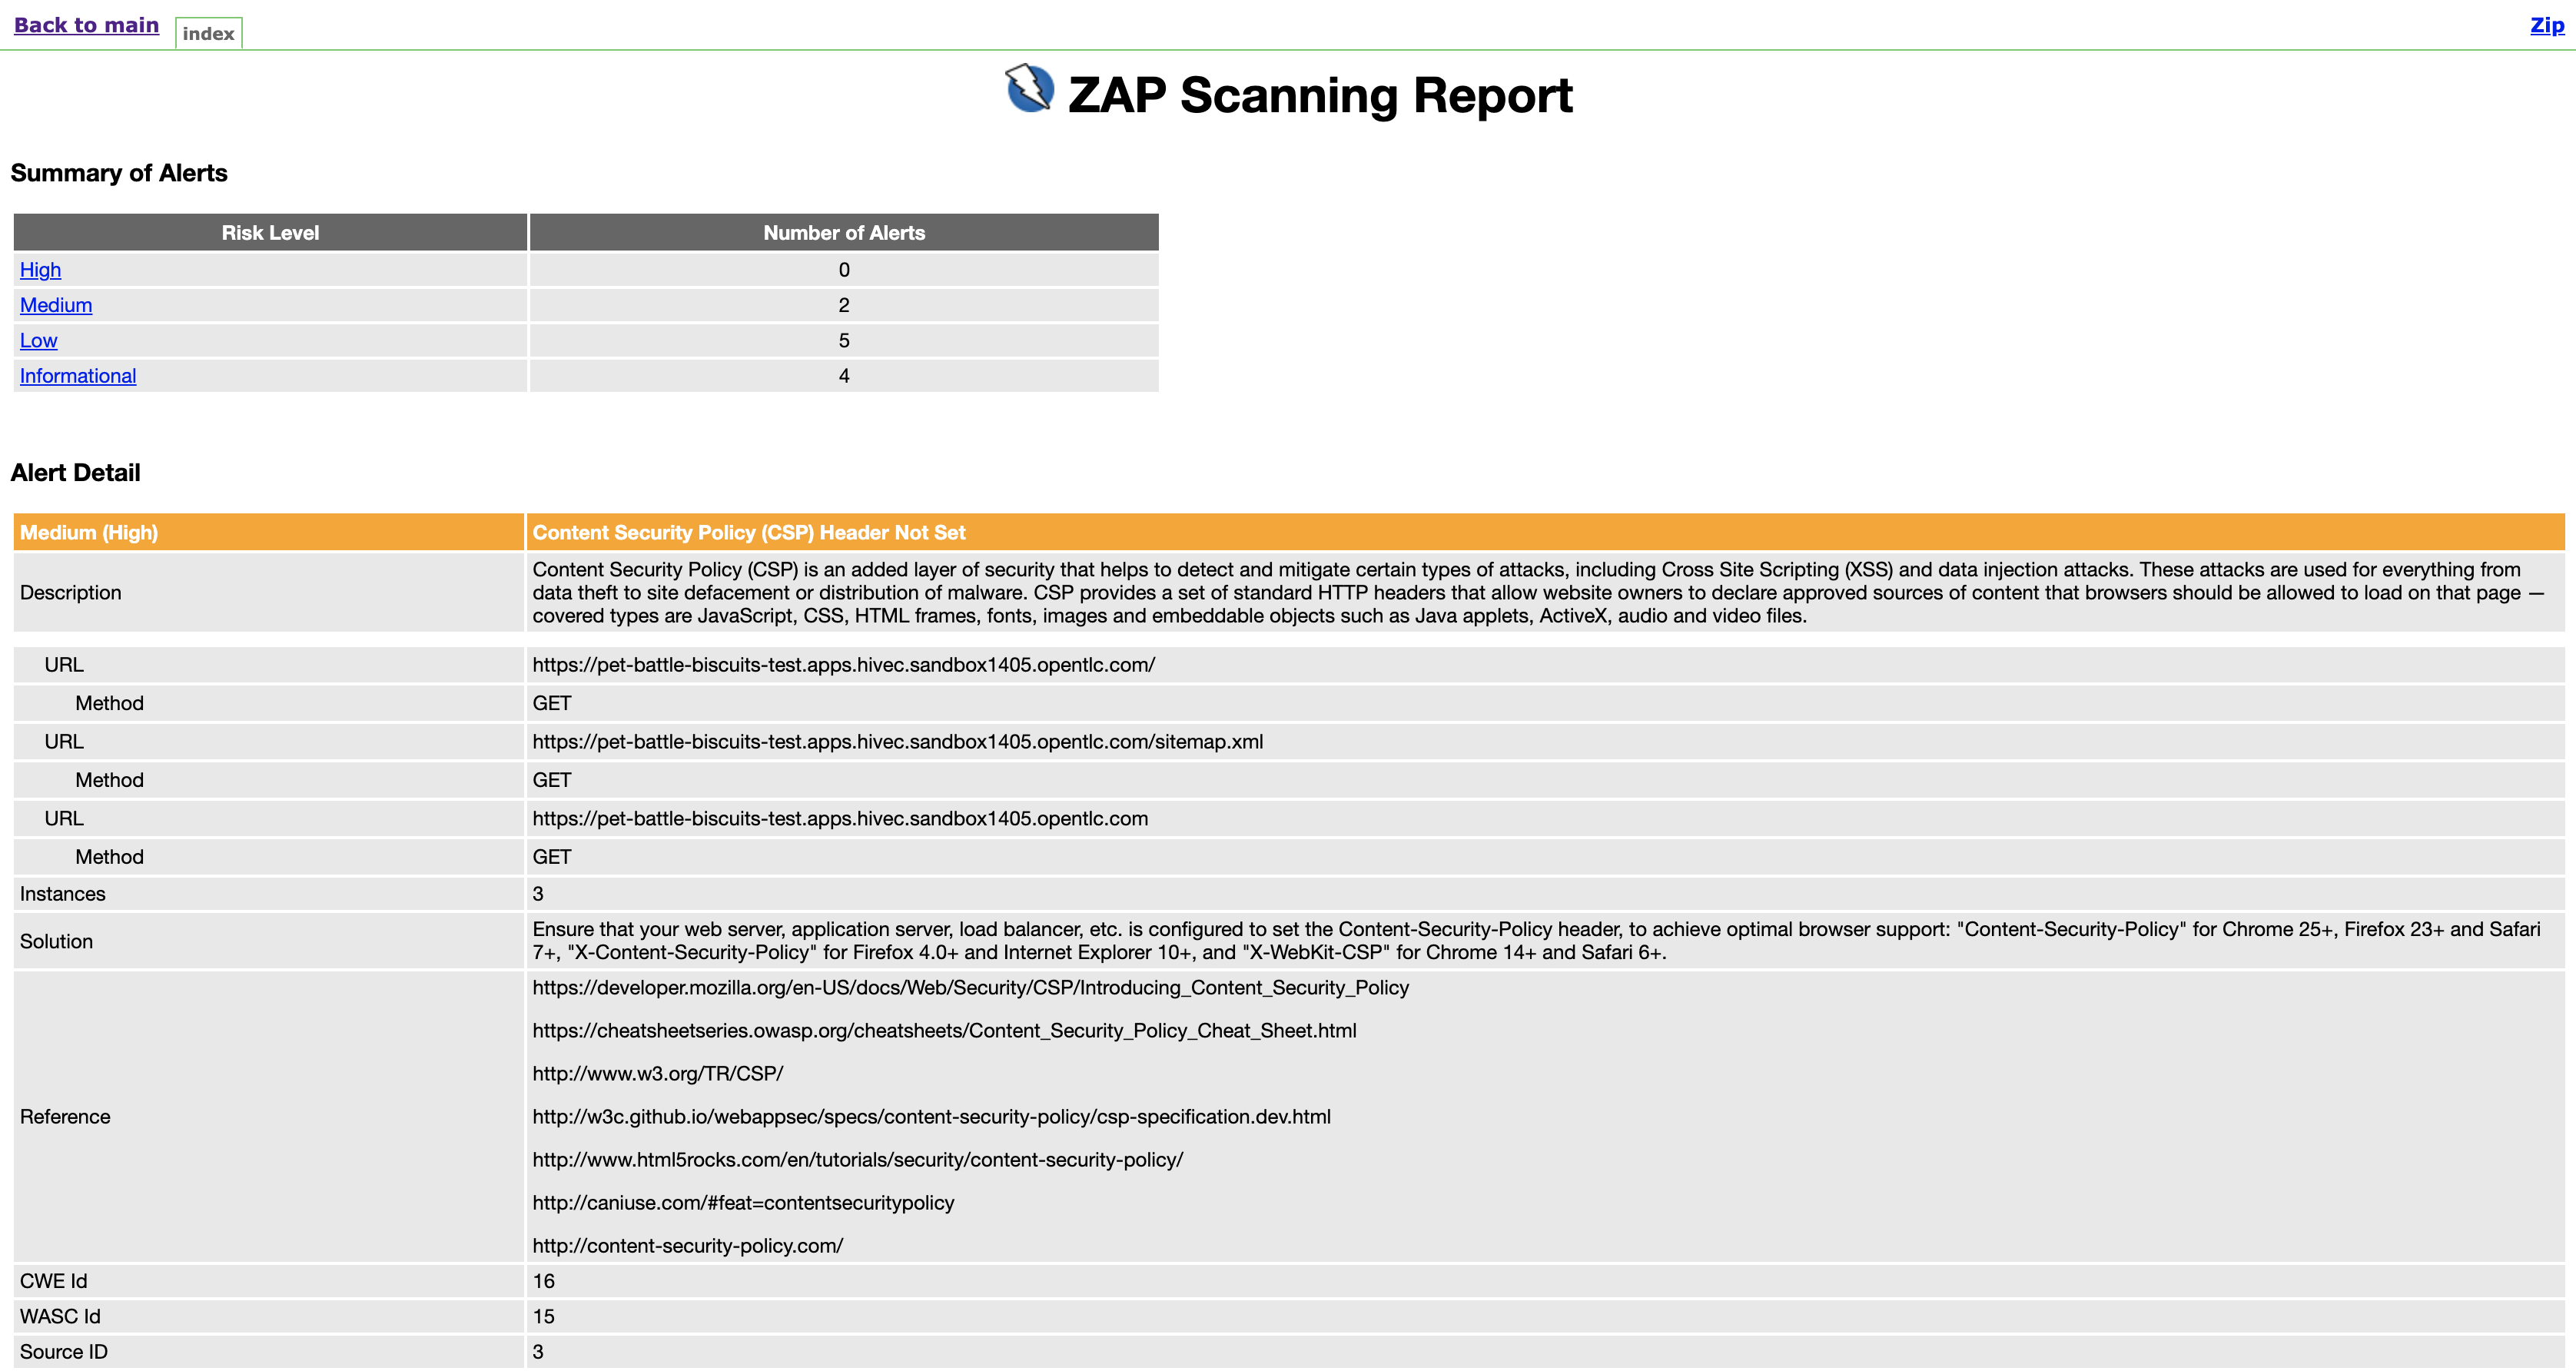 Back to main
index
Zip
ZAP Scanning Report
Summary of Alerts
Risk Level Number of Alerts
High 0
Medium 2
Low 5
Informational 4
Alert Detail
Medium (High) Content Security Policy (CSP) Header Not Set
Description
Content Security Policy (CSP) is an added layer of security that helps to detect and mitigate certain types of attacks, including Cross Site Scripting (XSS) and data injection attacks. These attacks are used for everything from
data theft to site defacement or distribution of malware. CSP provides a set of standard HTTP headers that allow website owners to declare approved sources of content that browsers should be allowed to load on that page —
covered types are JavaScript, CSS, HTML frames, fonts, images and embeddable objects such as Java applets, ActiveX, audio and video files.
URL https://pet-battle-biscuits-test.apps.hivec.sandbox1405.opentlc.com/
Method GET
URL https://pet-battle-biscuits-test.apps.hivec.sandbox1405.opentlc.com/sitemap.xml
Method GET
URL https://pet-battle-biscuits-test.apps.hivec.sandbox1405.opentlc.com
Method GET
Instances 3
Solution
Ensure that your web server, application server, load balancer, etc. is configured to set the Content-Security-Policy header, to achieve optimal browser support: "Content-Security-Policy" for Chrome 25+, Firefox 23+ and Safari
7+, "X-Content-Security-Policy" for Firefox 4.0+ and Internet Explorer 10+, and "X-WebKit-CSP" for Chrome 14+ and Safari 6+.
Reference
https://developer.mozilla.org/en-US/docs/Web/Security/CSP/Introducing_Content_Security_Policy
https://cheatsheetseries.owasp.org/cheatsheets/Content_Security_Policy_Cheat_Sheet.html
http://www.w3.org/TR/CSP/
http://w3c.github.io/webappsec/specs/content-security-policy/csp-specification.dev.html
http://www.html5rocks.com/en/tutorials/security/content-security-policy/
http://caniuse.com/#feat=contentsecuritypolicy
http://content-security-policy.com/
CWE Id 16
WASC Id 15
Source ID 3